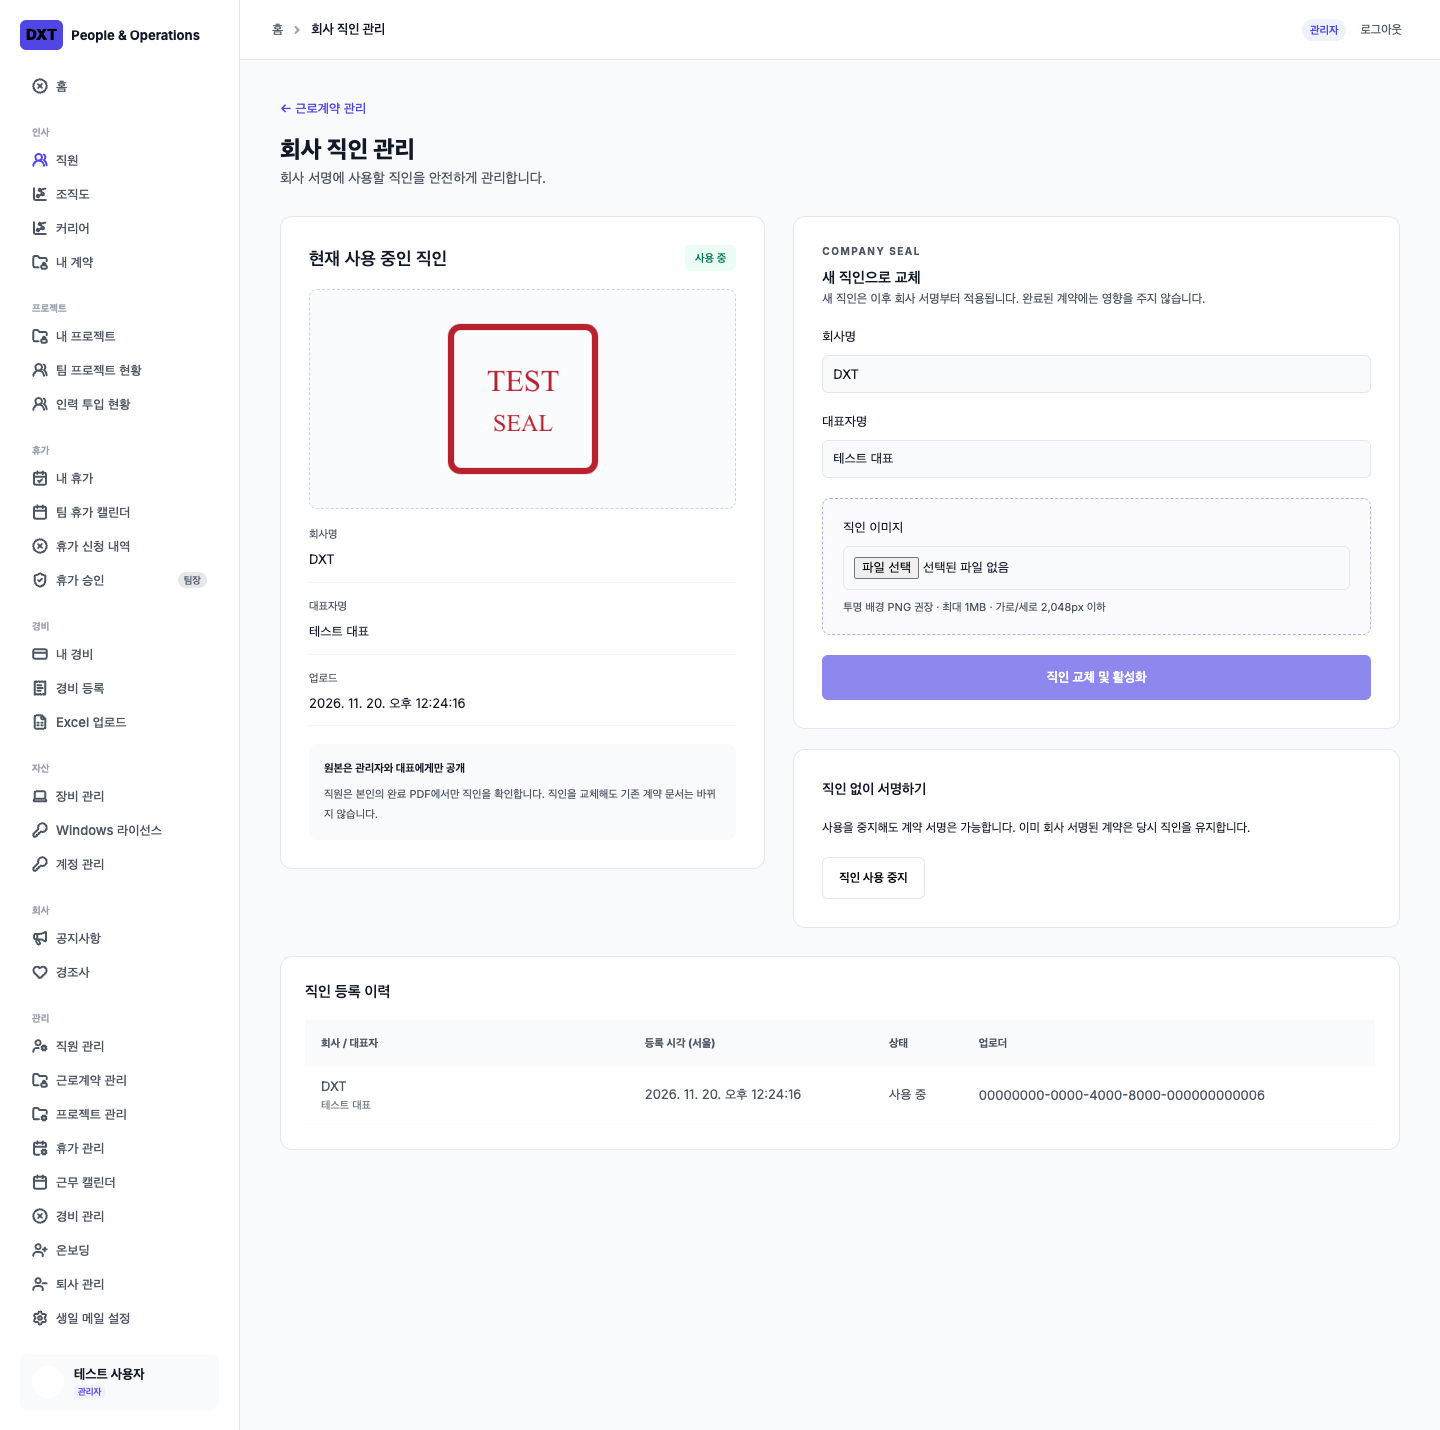 DXT People & Operations
홈
인사
직원
조직도
커리어
내 계약
프로젝트
내 프로젝트
팀 프로젝트 현황
인력 투입 현황
휴가
내 휴가
팀 휴가 캘린더
휴가 신청 내역
휴가 승인 팀장
경비
내 경비
경비 등록
Excel 업로드
자산
장비 관리
Windows 라이선스
계정 관리
회사
공지사항
경조사
관리
직원 관리
근로계약 관리
프로젝트 관리
휴가 관리
근무 캘린더
경비 관리
온보딩
퇴사 관리
생일 메일 설정
테스트 사용자
관리자
홈 > 회사 직인 관리
관리자 로그아웃
← 근로계약 관리
회사 직인 관리
회사 서명에 사용할 직인을 안전하게 관리합니다.
현재 사용 중인 직인 사용 중
TEST
SEAL
회사명
DXT
대표자명
테스트 대표
업로드
2026. 11. 20. 오후 12:24:16
원본은 관리자와 대표에게만 공개
직원은 본인의 완료 PDF에서만 직인을 확인합니다. 직인을 교체해도 기존 계약 문서는 바뀌
지 않습니다.
COMPANY SEAL
새 직인으로 교체
새 직인은 이후 회사 서명부터 적용됩니다. 완료된 계약에는 영향을 주지 않습니다.
회사명
DXT
대표자명
테스트 대표
직인 이미지
파일 선택 선택된 파일 없음
투명 배경 PNG 권장 · 최대 1MB · 가로/세로 2,048px 이하
직인 교체 및 활성화
직인 없이 서명하기
사용을 중지해도 계약 서명은 가능합니다. 이미 회사 서명된 계약은 당시 직인을 유지합니다.
직인 사용 중지
직인 등록 이력
회사 / 대표자 등록 시각 (서울) 상태 업로더
DXT
테스트 대표
2026. 11. 20. 오후 12:24:16 사용 중 00000000-0000-4000-8000-000000000006